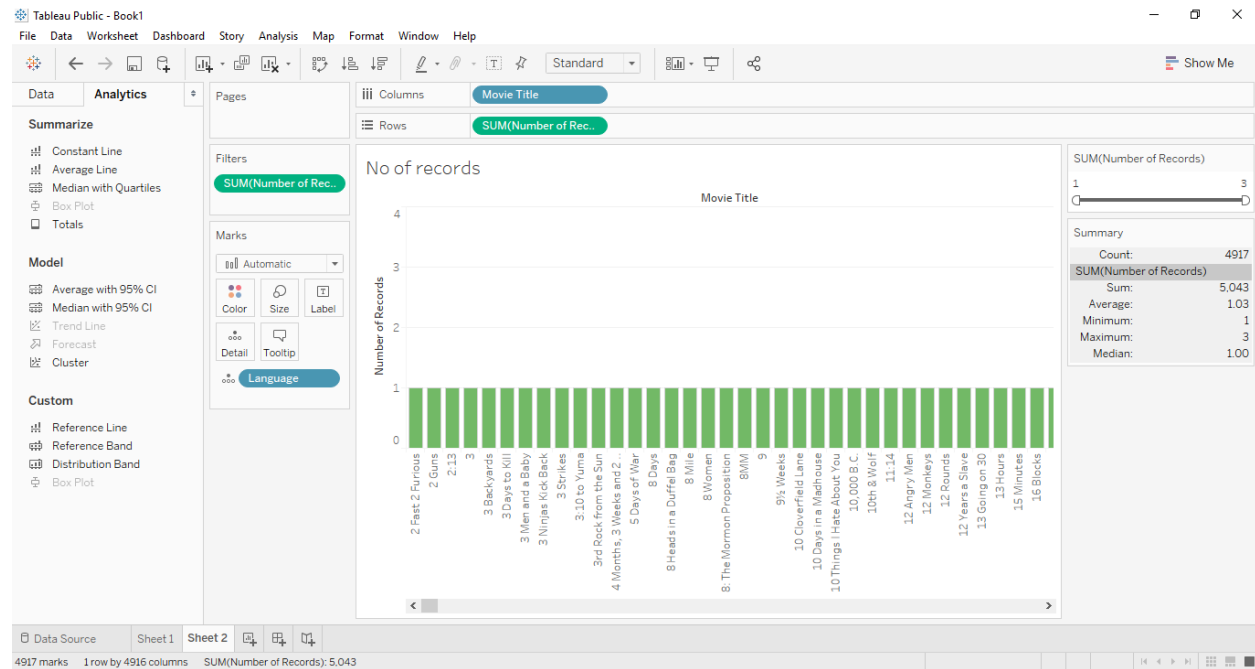 Tableau Public - Book1
File Data Worksheet Dashboard Story Analysis Map Format Window Help
Standard
Show Me
Data Analytics
Summarize
Constant Line
Average Line
Median with Quartiles
Box Plot
Totals
Model
Average with 95% CI
Median with 95% CI
Trend Line
Forecast
Cluster
Custom
Reference Line
Reference Band
Distribution Band
Box Plot
Pages
Filters
SUM(Number of Rec..
Marks
Automatic
Color Size Label
Detail Tooltip
Language
Columns Movie Title
Rows SUM(Number of Rec..
No of records
Movie Title
Number of Records
4
3
2
1
0
2 Fast 2 Furious
2 Guns
2:13
3
3 Backyards
3 Days to Kill
3 Men and a Baby
3 Ninjas Kick Back
3 Strikes
3:10 to Yuma
3rd Rock from the Sun
4 Months, 3 Weeks and 2 ..
5 Days of War
8 Days
8 Heads in a Duffel Bag
8 Mile
8 Women
8: The Mormon Proposition
8MM
9
9½ Weeks
10 Cloverfield Lane
10 Days in a Madhouse
10 Things I Hate About You
10,000 B.C.
10th & Wolf
11:14
12 Angry Men
12 Monkeys
12 Rounds
12 Years a Slave
13 Going on 30
13 Hours
15 Minutes
16 Blocks
SUM(Number of Records)
1 3
Summary
Count: 4917
SUM(Number of Records)
Sum: 5,043
Average: 1.03
Minimum: 1
Maximum: 3
Median: 1.00
Data Source Sheet 1 Sheet 2
4917 marks 1 row by 4916 columns SUM(Number of Records): 5,043